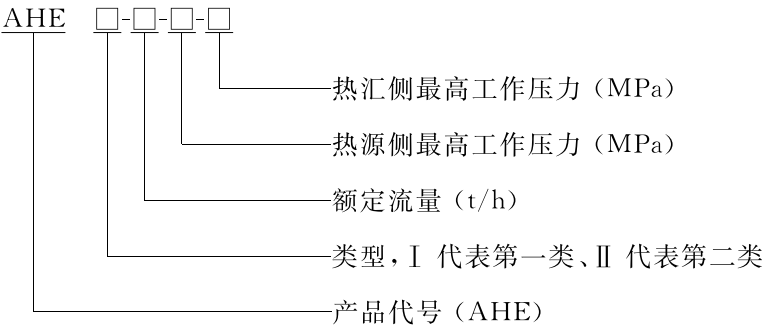 AHE □-□-□-□
热汇侧最高工作压力（MPa）
热源侧最高工作压力（MPa）
额定流量（t/h）
类型，Ⅰ 代表第一类、Ⅱ 代表第二类
产品代号（AHE）